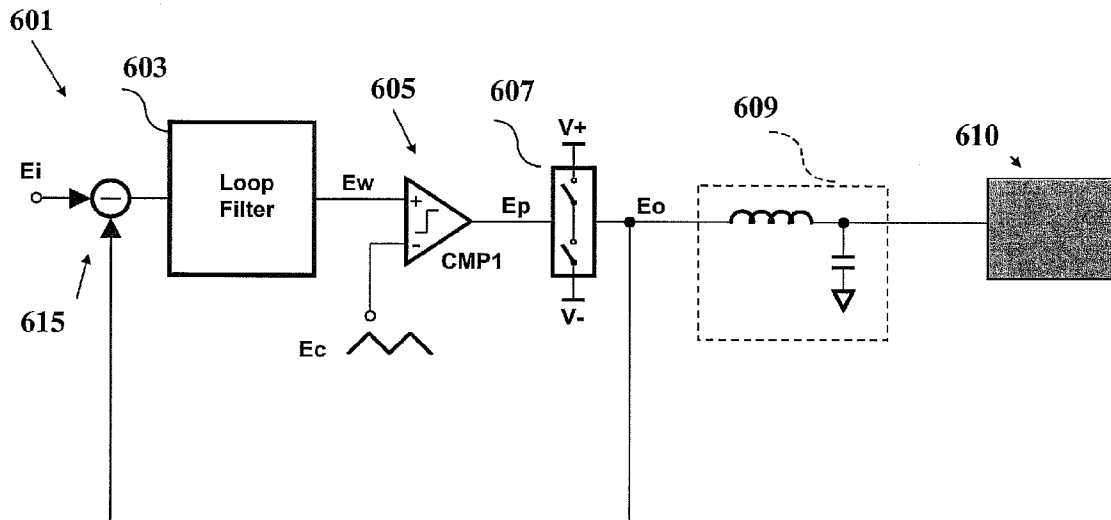 601
603
605
607
609
610
V+
Ei
Loop
Filter
Ew
+
-
CMP1
Ep
Eo
V-
615
Ec